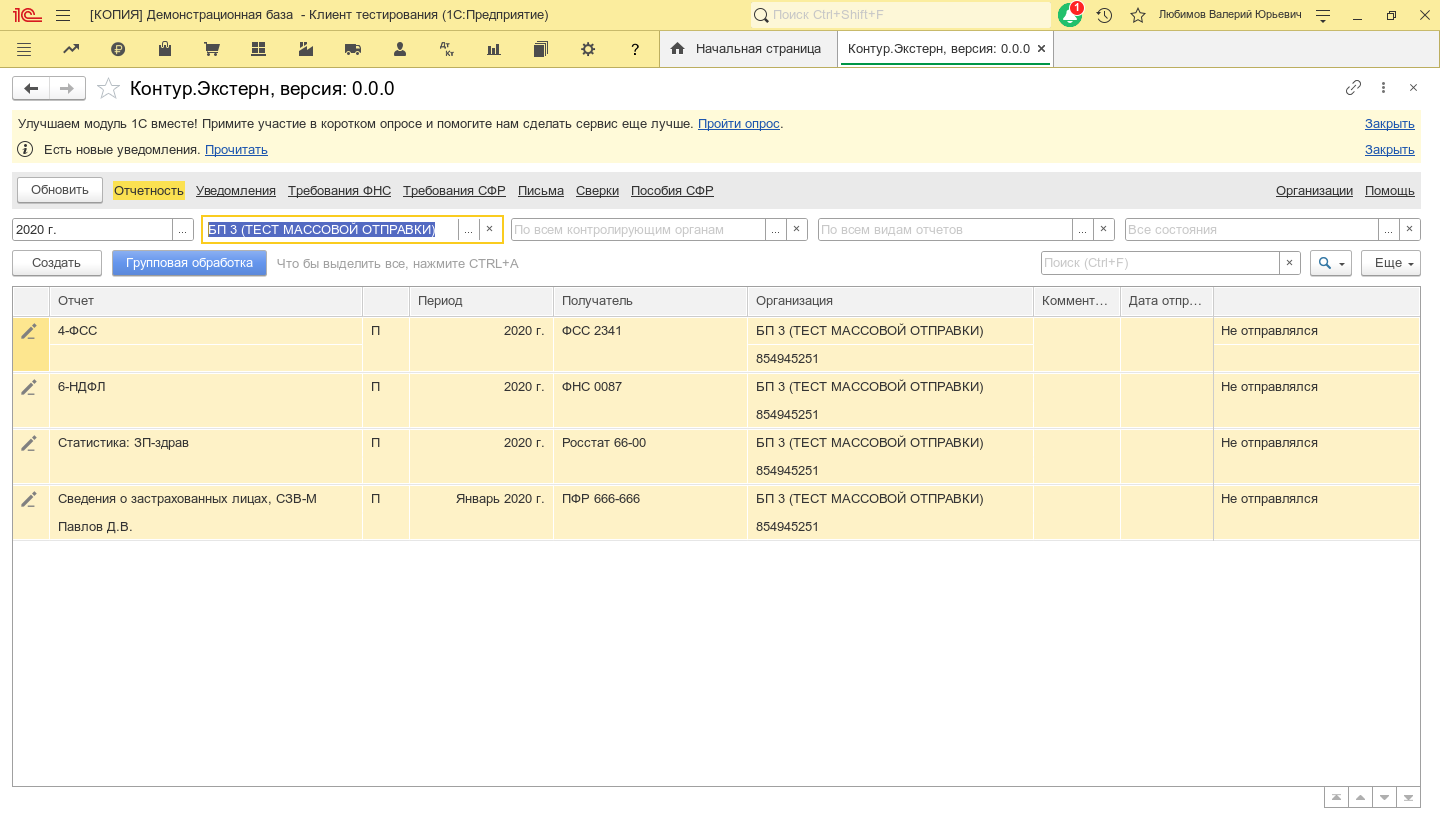 1С [КОПИЯ] Демонстрационная база - Клиент тестирования (1С:Предприятие) Поиск Ctrl+Shift+F 1 Любимов Валерий Юрьевич
Дт Кт ? Начальная страница Контур.Экстерн, версия: 0.0.0 ×
Контур.Экстерн, версия: 0.0.0
Улучшаем модуль 1С вместе! Примите участие в коротком опросе и помогите нам сделать сервис еще лучше. Пройти опрос. Закрыть
Есть новые уведомления. Прочитать Закрыть
Обновить Отчетность Уведомления Требования ФНС Требования СФР Письма Сверки Пособия СФР Организации Помощь
2020 г. ... БП 3 (ТЕСТ МАССОВОЙ ОТПРАВКИ) ... × По всем контролирующим органам ... × По всем видам отчетов ... × Все состояния ... ×
Создать Групповая обработка Что бы выделить все, нажмите CTRL+A Поиск (Ctrl+F) × Еще
Отчет Период Получатель Организация Коммент... Дата отпр...
4-ФСС П 2020 г. ФСС 2341 БП 3 (ТЕСТ МАССОВОЙ ОТПРАВКИ) Не отправлялся
854945251
6-НДФЛ П 2020 г. ФНС 0087 БП 3 (ТЕСТ МАССОВОЙ ОТПРАВКИ) Не отправлялся
854945251
Статистика: ЗП-здрав П 2020 г. Росстат 66-00 БП 3 (ТЕСТ МАССОВОЙ ОТПРАВКИ) Не отправлялся
854945251
Сведения о застрахованных лицах, СЗВ-М П Январь 2020 г. ПФР 666-666 БП 3 (ТЕСТ МАССОВОЙ ОТПРАВКИ) Не отправлялся
Павлов Д.В. 854945251